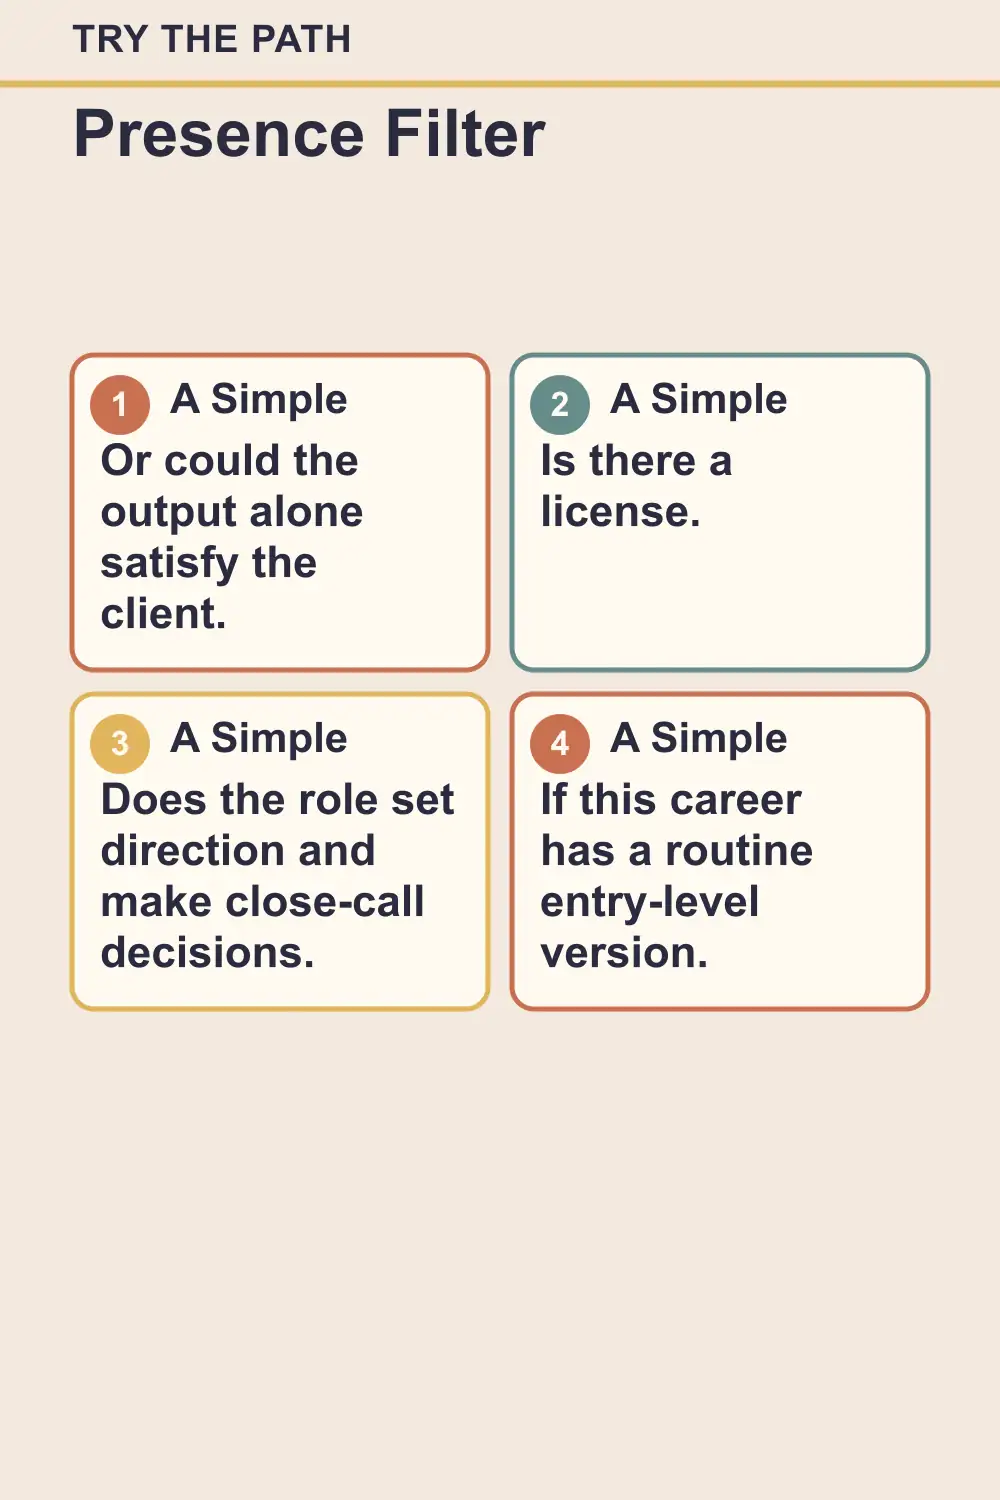 TRY THE PATH
Presence Filter
1 A Simple
Or could the
output alone
satisfy the
client.
2 A Simple
Is there a
license.
3 A Simple
Does the role set
direction and
make close-call
decisions.
4 A Simple
If this career
has a routine
entry-level
version.